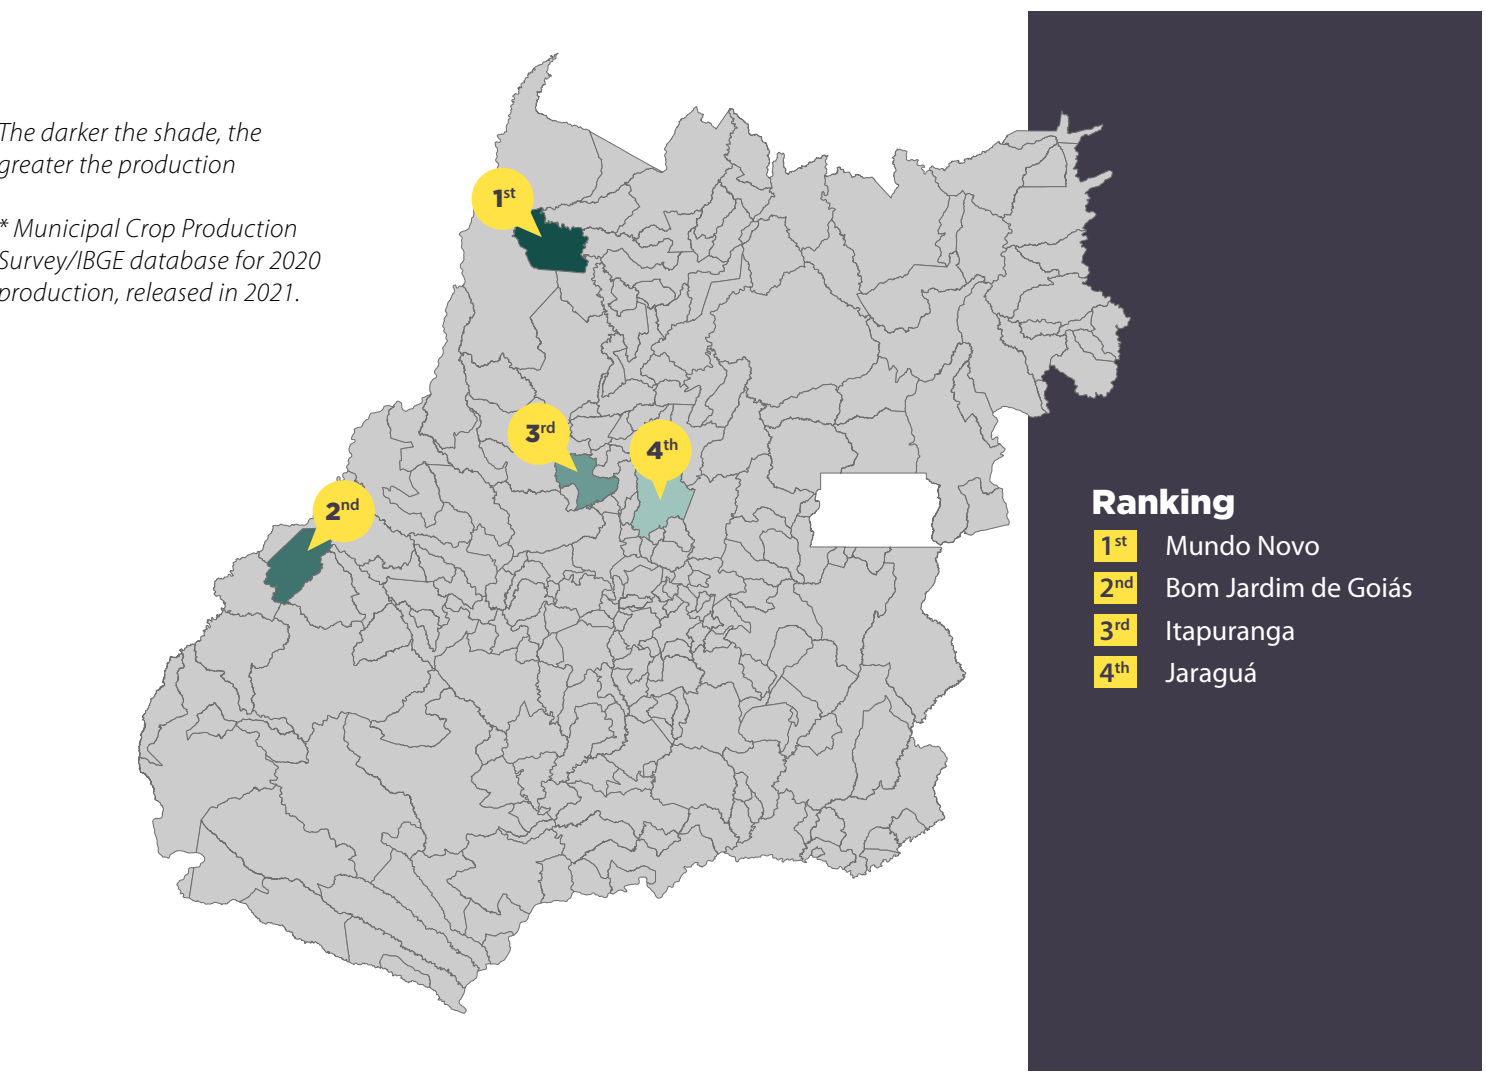 The darker the shade, the
greater the production
* Municipal Crop Production
Survey/IBGE database for 2020
production, released in 2021.
1st
3rd
4th
2nd
Ranking
1st Mundo Novo
2nd Bom Jardim de Goiás
3rd Itapuranga
4th Jaraguá